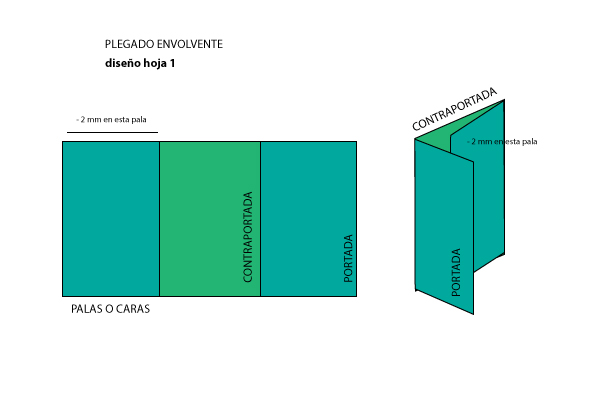 PLEGADO ENVOLVENTE
diseño hoja 1
- 2 mm en esta pala
CONTRAPORTADA
PORTADA
PALAS O CARAS
CONTRAPORTADA
- 2 mm en esta pala
PORTADA